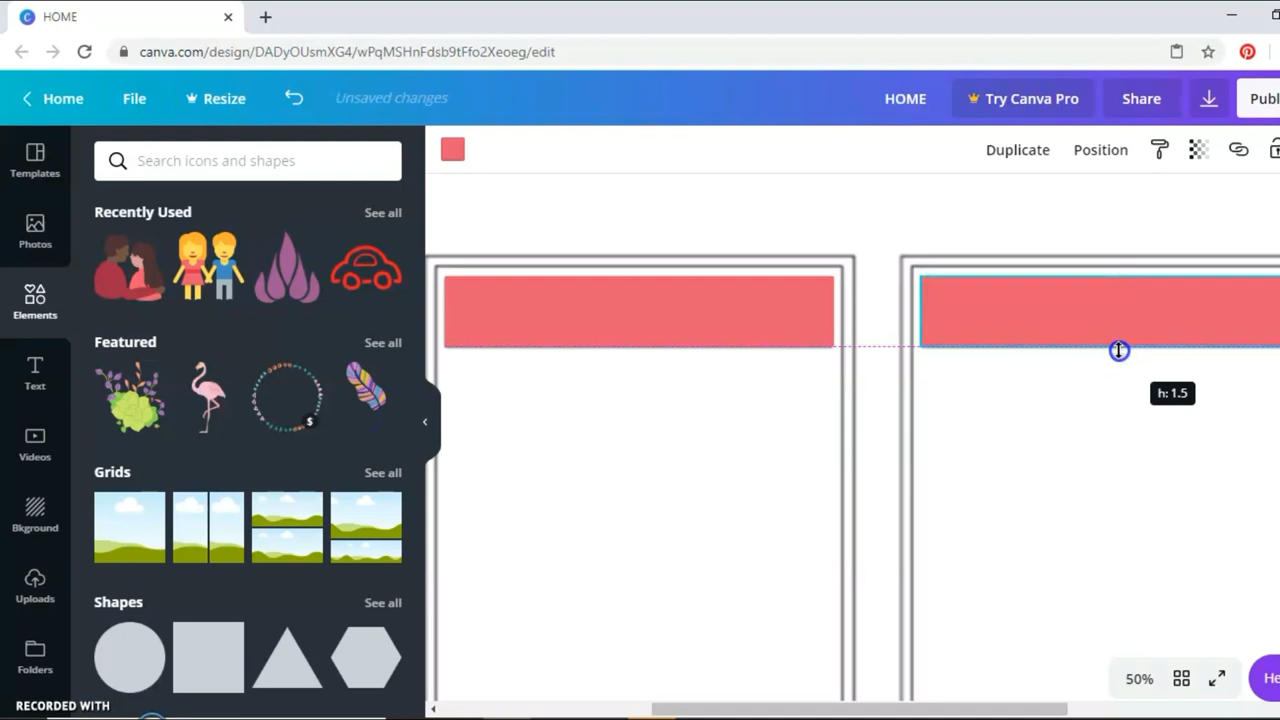 HOME
canva.com/design/DADyOUsmXG4/wPqMSHnFdsb9tFfo2Xeoeg/edit
Home File Resize Unsaved changes HOME Try Canva Pro Share Publ
Templates
Photos
Elements
Text
Videos
Bkground
Uploads
Folders
Search icons and shapes
Recently Used See all
Featured See all
$
Grids See all
Shapes See all
Duplicate Position
h: 1.5
50%
He
RECORDED WITH